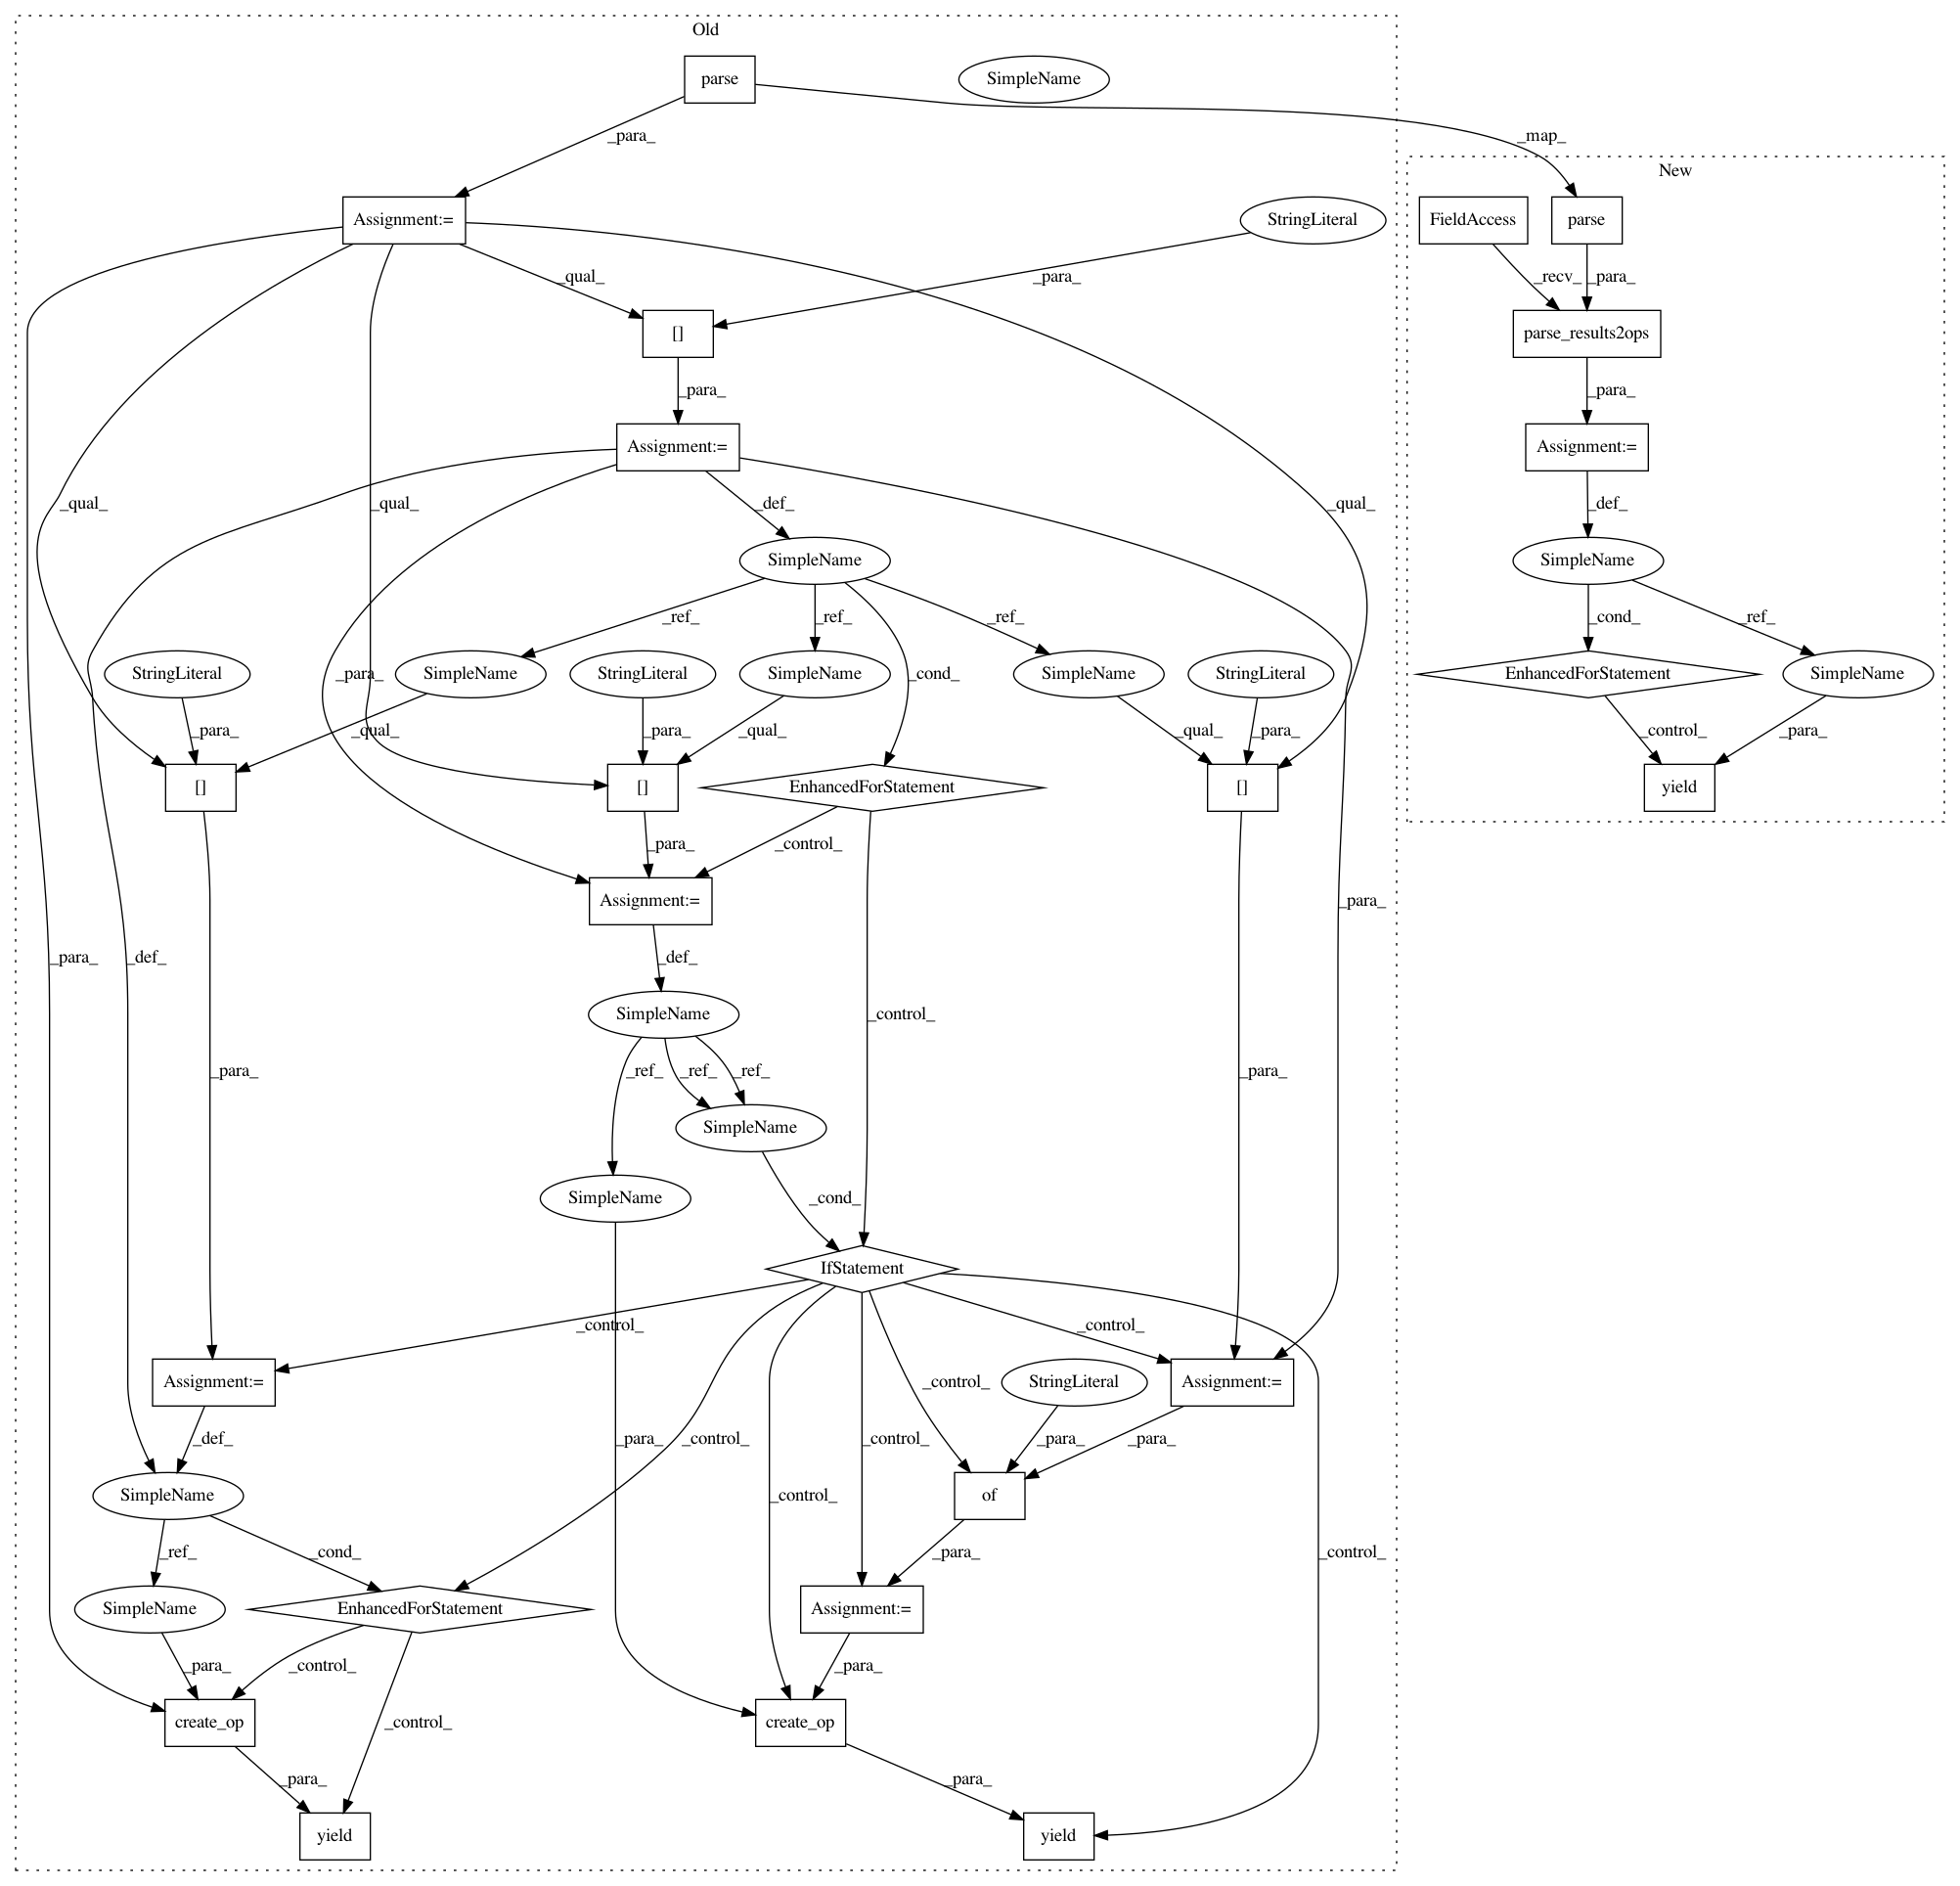 Old
parse
SimpleName
_para_
_map_
New
Assignment:=
StringLiteral
FieldAccess
parse
_qual_
_para_
_recv_
_para_
[]
parse_results2ops
_para_
_para_
Assignment:=
Assignment:=
_qual_
_qual_
_def_
_qual_
_def_
SimpleName
SimpleName
_ref_
_ref_
_ref_
_cond_
_ref_
StringLiteral
_para_
SimpleName
StringLiteral
SimpleName
_cond_
SimpleName
StringLiteral
EnhancedForStatement
SimpleName
_para_
_qual_
_para_
_qual_
_qual_
_para_
_control_
_para_
[]
[]
EnhancedForStatement
[]
yield
_para_
_control_
Assignment:=
_para_
_para_
_def_
_def_
SimpleName
_control_
_para_
_ref_
_ref_
_ref_
_para_
SimpleName
SimpleName
_cond_
IfStatement
_control_
_control_
Assignment:=
_control_
StringLiteral
Assignment:=
_def_
_para_
_control_
_control_
_para_
_para_
SimpleName
_control_
of
_ref_
_cond_
_para_
_control_
SimpleName
EnhancedForStatement
Assignment:=
_para_
_control_
_para_
create_op
create_op
_control_
_para_
_para_
yield
yield